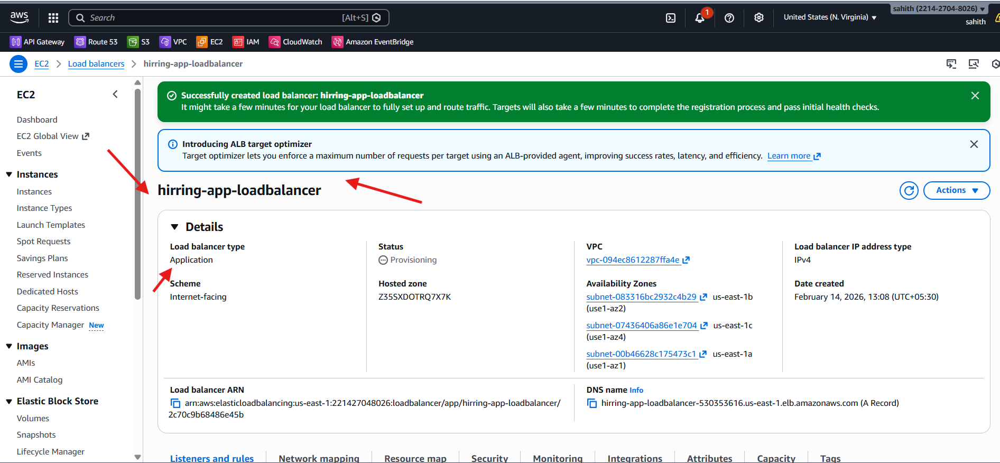 aws
Search [Alt+S]
1
United States (N. Virginia)
sahith (2214-2704-8026)
sahith
API Gateway Route 53 S3 VPC EC2 IAM CloudWatch Amazon EventBridge
EC2 Load balancers hirring-app-loadbalancer
EC2
Dashboard
EC2 Global View
Events
Instances
Instances
Instance Types
Launch Templates
Spot Requests
Savings Plans
Reserved Instances
Dedicated Hosts
Capacity Reservations
Capacity Manager New
Images
AMIs
AMI Catalog
Elastic Block Store
Volumes
Snapshots
Lifecycle Manager
Successfully created load balancer: hirring-app-loadbalancer
It might take a few minutes for your load balancer to fully set up and route traffic. Targets will also take a few minutes to complete the registration process and pass initial health checks.
Introducing ALB target optimizer
Target optimizer lets you enforce a maximum number of requests per target using an ALB-provided agent, improving success rates, latency, and efficiency. Learn more
hirring-app-loadbalancer
Actions
Details
Load balancer type
Application
Scheme
Internet-facing
Status
Provisioning
Hosted zone
Z35SXDOTRQ7X7K
VPC
vpc-094ec8612287ffa4e
Availability Zones
subnet-083316bc2932c4b29 us-east-1b
(use1-az2)
subnet-07436406a86e1e704 us-east-1c
(use1-az4)
subnet-00b46628c175473c1 us-east-1a
(use1-az1)
Load balancer IP address type
IPv4
Date created
February 14, 2026, 13:08 (UTC+05:30)
Load balancer ARN
arn:aws:elasticloadbalancing:us-east-1:221427048026:loadbalancer/app/hirring-app-loadbalancer/
2c70c9b68486e45b
DNS name Info
hirring-app-loadbalancer-530353616.us-east-1.elb.amazonaws.com (A Record)
Listeners and rules Network mapping Resource map Security Monitoring Integrations Attributes Capacity Tags